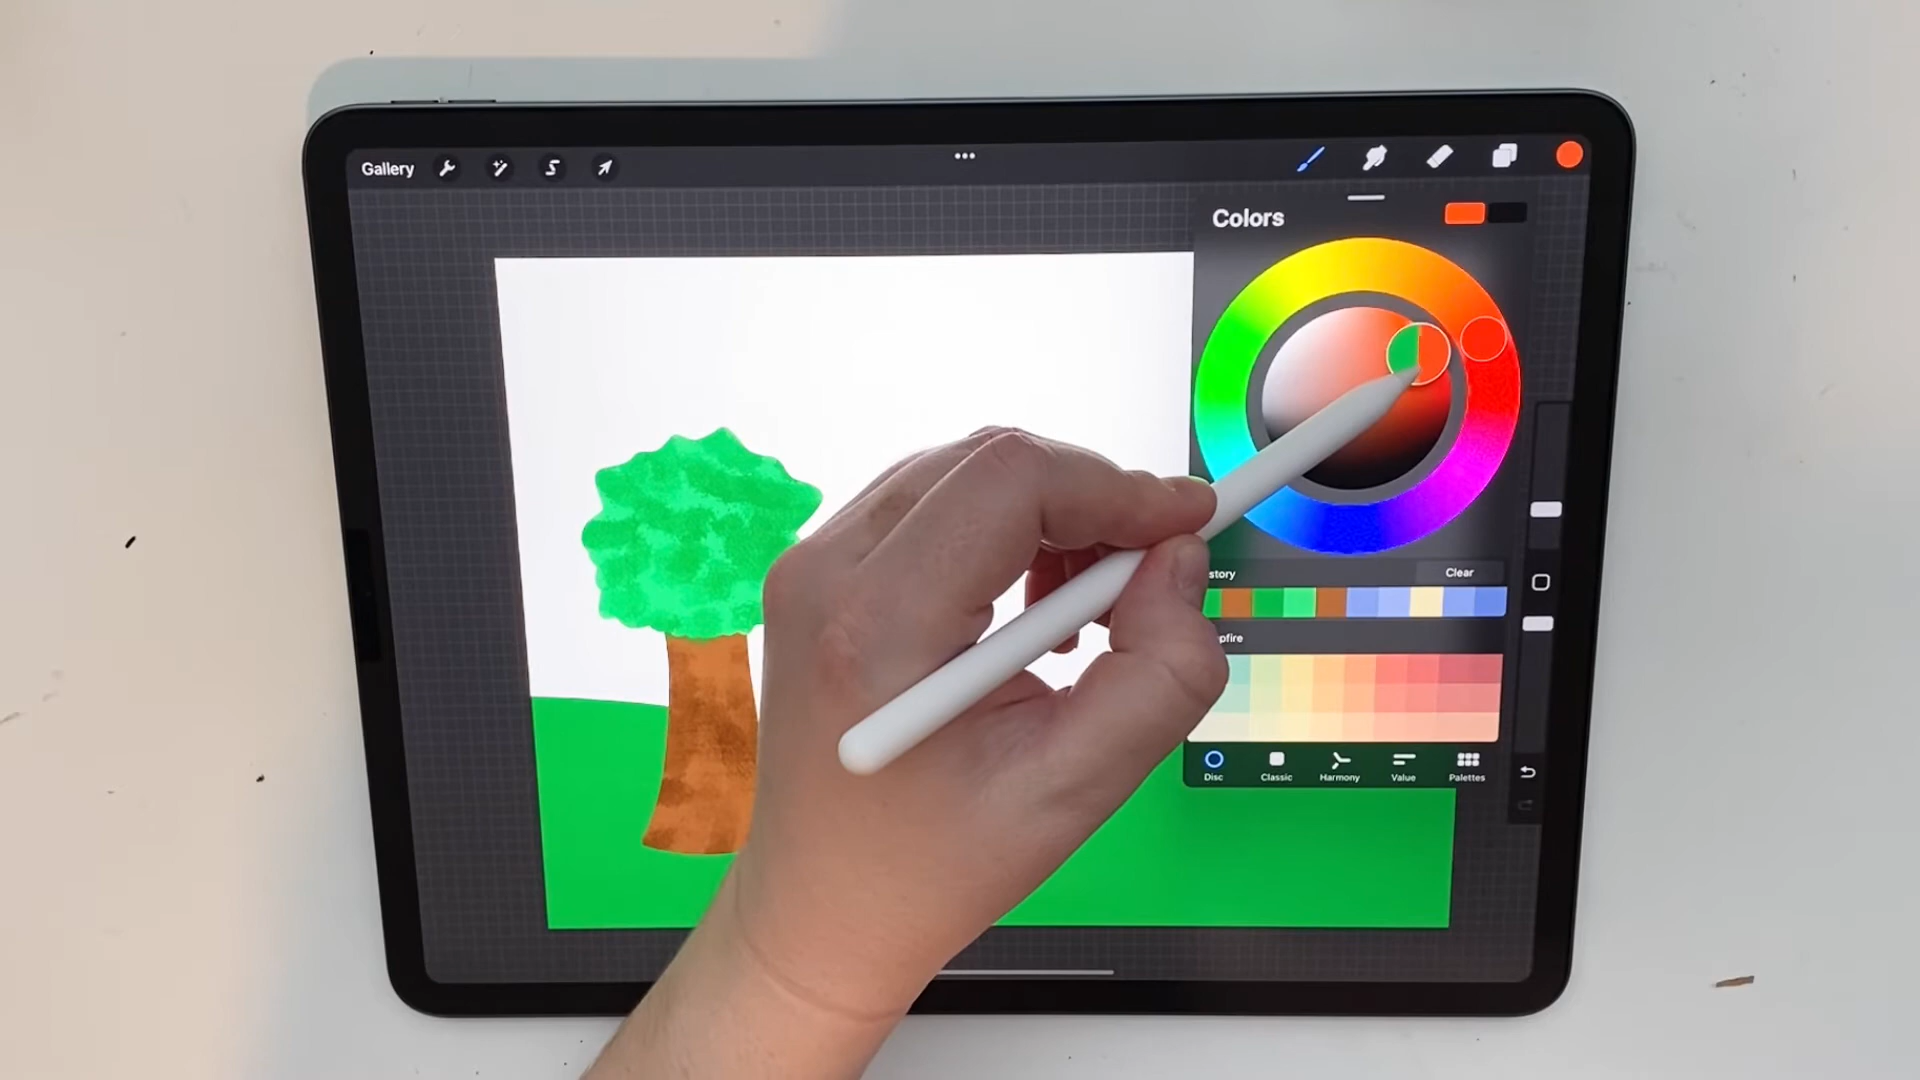 Gallery
Colors
story
Clear
pfire
Disc
Classic
Harmony
Value
Palettes